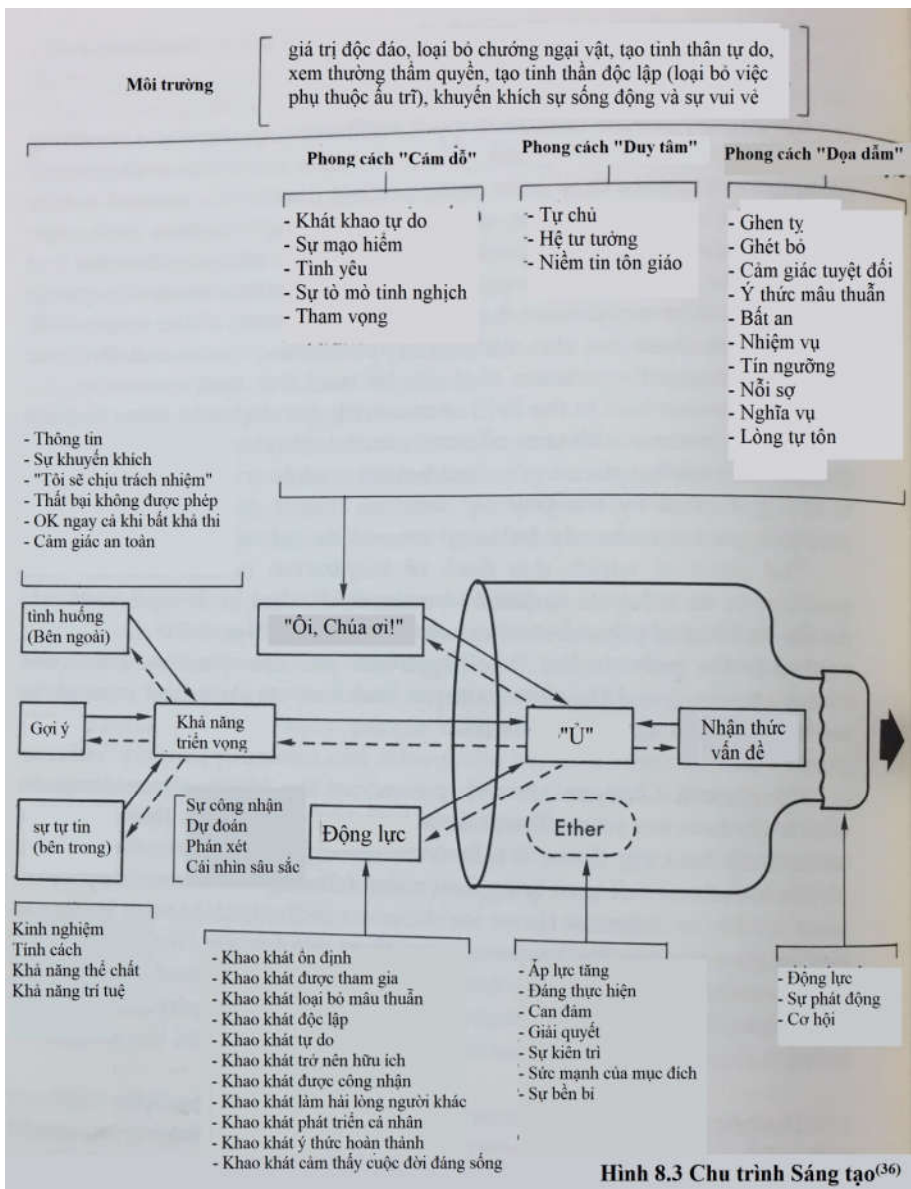 Môi trường
giá trị độc đáo, loại bỏ chướng ngại vật, tạo tinh thân tự do,
xem thường thẩm quyền, tạo tinh thần độc lập (loại bỏ việc
phụ thuộc ấu trĩ), khuyến khích sự sống động và sự vui vẻ
Phong cách "Cám dỗ"
- Khát khao tự do
- Sự mạo hiểm
- Tình yêu
- Sự tò mò tinh nghịch
- Tham vọng
Phong cách "Duy tâm"
- Tự chủ
- Hệ tư tưởng
- Niềm tin tôn giáo
Phong cách "Dọa dẫm"
- Ghen tỵ
- Ghét bỏ
- Cảm giác tuyệt đối
- Ý thức mâu thuẫn
- Bất an
- Nhiệm vụ
- Tín ngưỡng
- Nỗi sợ
- Nghĩa vụ
- Lòng tự tôn
- Thông tin
- Sự khuyến khích
- "Tôi sẽ chịu trách nhiệm"
- Thất bại không được phép
- OK ngay cả khi bất khả thi
- Cảm giác an toàn
tình huống
(Bên ngoài)
Gợi ý
sự tự tin
(bên trong)
Khả năng
triển vọng
"Ôi, Chúa ơi!"
"Ủ"
Nhận thức
vấn đề
Ether
Động lực
Sự công nhận
Dự đoán
Phán xét
Cái nhìn sâu sắc
Kinh nghiệm
Tính cách
Khả năng thể chất
Khả năng trí tuệ
- Khao khát ổn định
- Khao khát được tham gia
- Khao khát loại bỏ mâu thuẫn
- Khao khát độc lập
- Khao khát tự do
- Khao khát trở nên hữu ích
- Khao khát được công nhận
- Khao khát làm hài lòng người khác
- Khao khát phát triển cá nhân
- Khao khát ý thức hoàn thành
- Khao khát cảm thấy cuộc đời đáng sống
- Áp lực tăng
- Đáng thực hiện
- Can đảm
- Giải quyết
- Sự kiên trì
- Sức mạnh của mục đích
- Sự bền bỉ
- Động lực
- Sự phát động
- Cơ hội
Hình 8.3 Chu trình Sáng tạo(36)